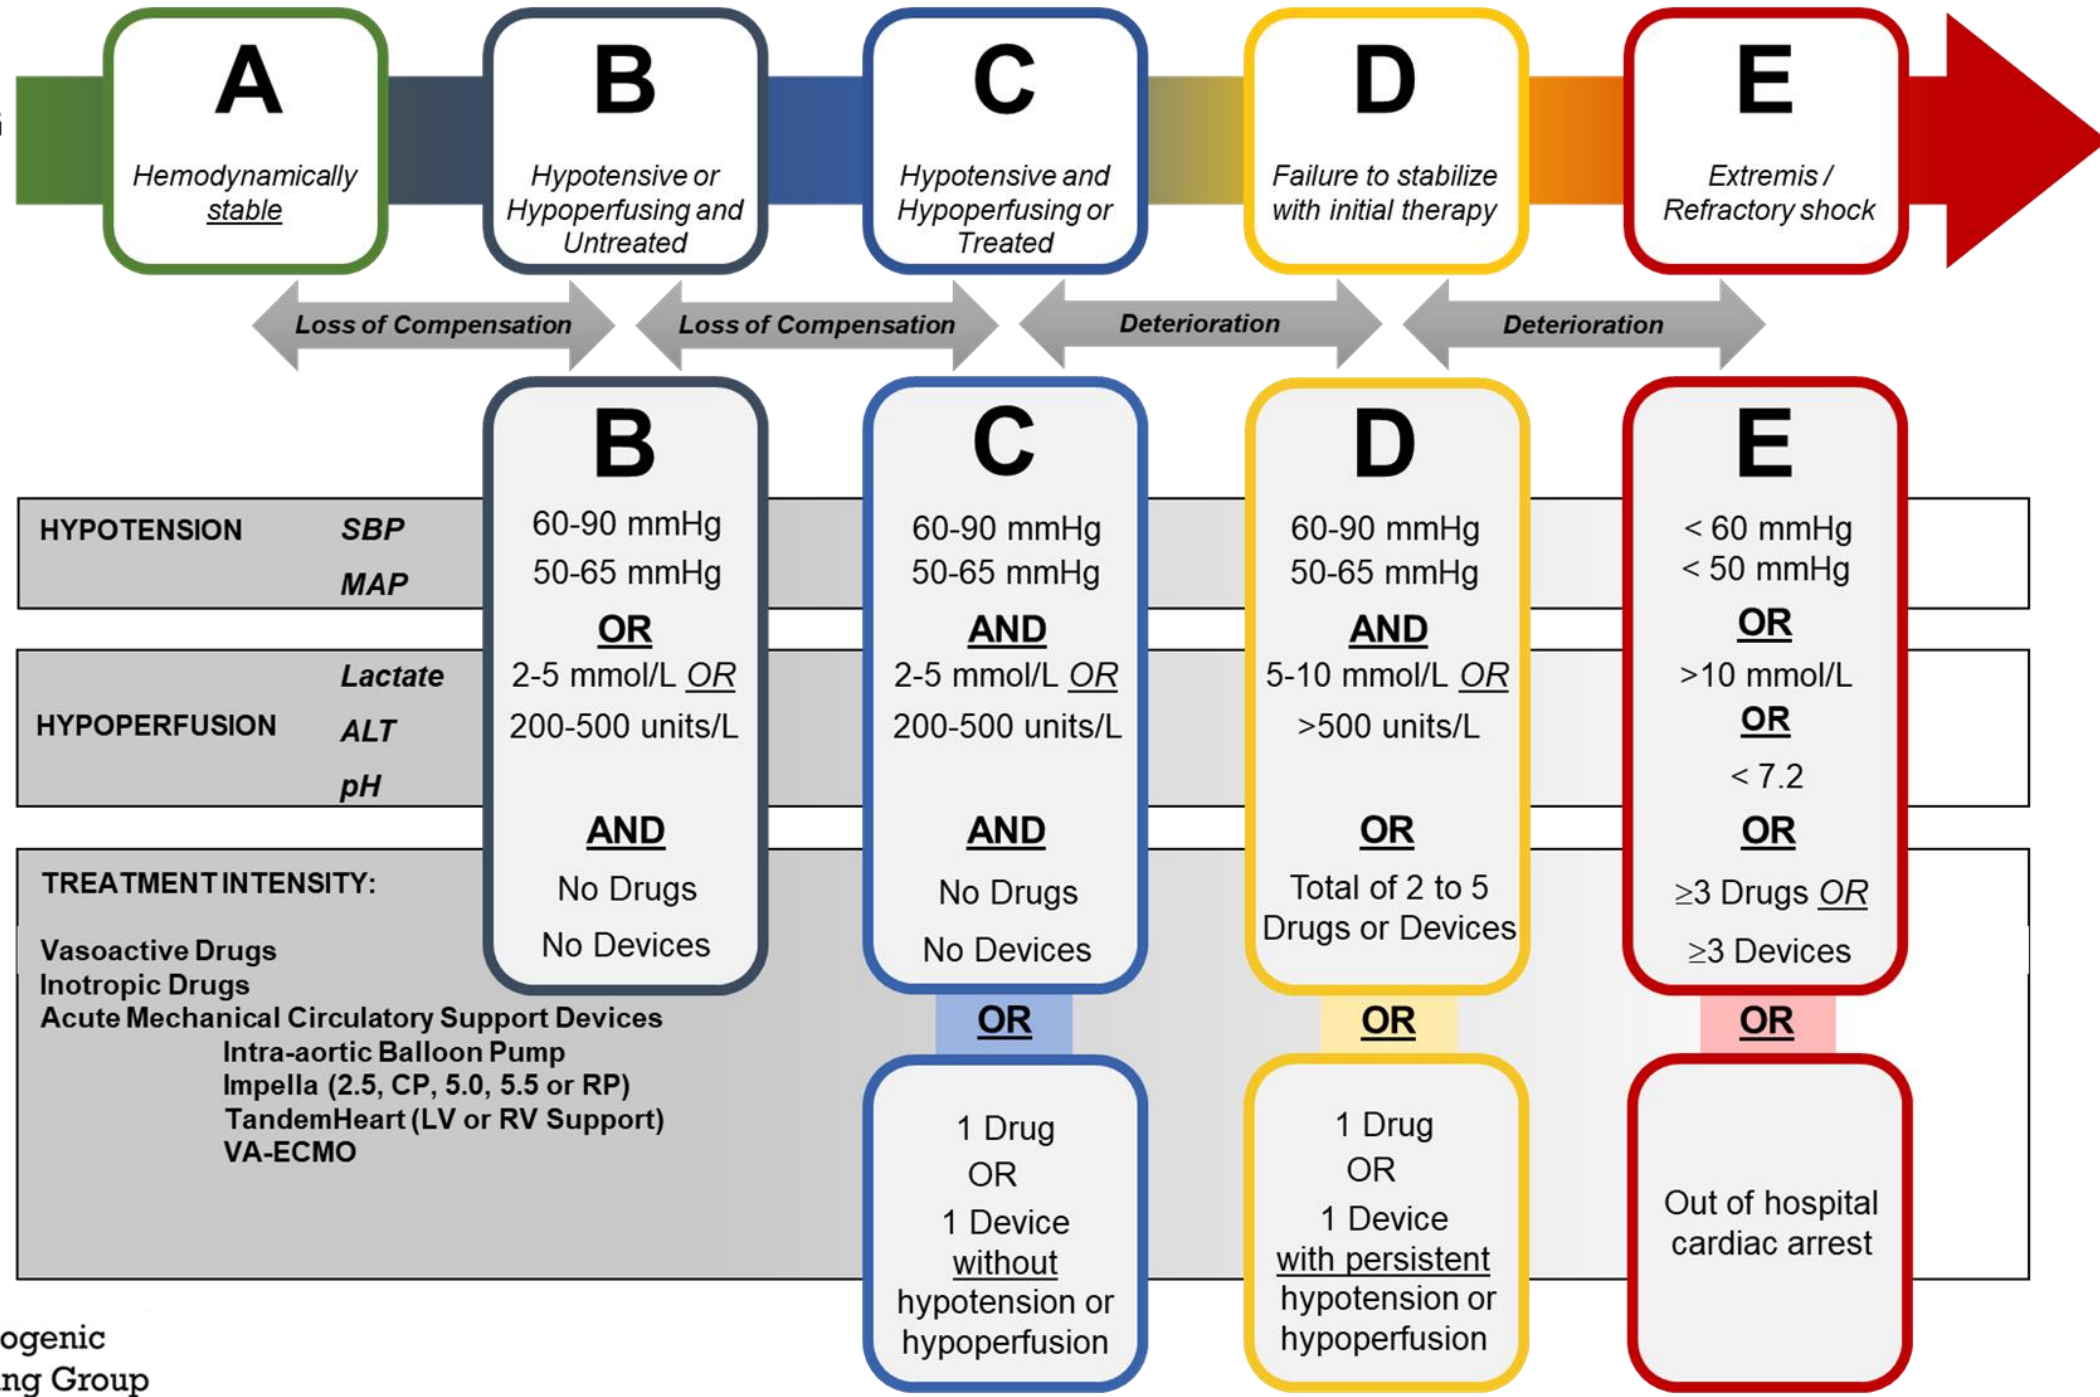 A
Hemodynamically
stable
B
Hypotensive or
Hypoperfusing and
Untreated
C
Hypotensive and
Hypoperfusing or
Treated
D
Failure to stabilize
with initial therapy
E
Extremis /
Refractory shock
Loss of Compensation
Loss of Compensation
Deterioration
Deterioration
HYPOTENSION
SBP
MAP
HYPOPERFUSION
Lactate
ALT
pH
TREATMENT INTENSITY:
Vasoactive Drugs
Inotropic Drugs
Acute Mechanical Circulatory Support Devices
Intra-aortic Balloon Pump
Impella (2.5, CP, 5.0, 5.5 or RP)
TandemHeart (LV or RV Support)
VA-ECMO
B
60-90 mmHg
50-65 mmHg
OR
2-5 mmol/L OR
200-500 units/L
AND
No Drugs
No Devices
C
60-90 mmHg
50-65 mmHg
AND
2-5 mmol/L OR
200-500 units/L
AND
No Drugs
No Devices
OR
1 Drug
OR
1 Device
without
hypotension or
hypoperfusion
D
60-90 mmHg
50-65 mmHg
AND
5-10 mmol/L OR
>500 units/L
OR
Total of 2 to 5
Drugs or Devices
OR
1 Drug
OR
1 Device
with persistent
hypotension or
hypoperfusion
E
< 60 mmHg
< 50 mmHg
OR
>10 mmol/L
OR
< 7.2
OR
≥3 Drugs OR
≥3 Devices
OR
Out of hospital
cardiac arrest
ogenic
ng Group